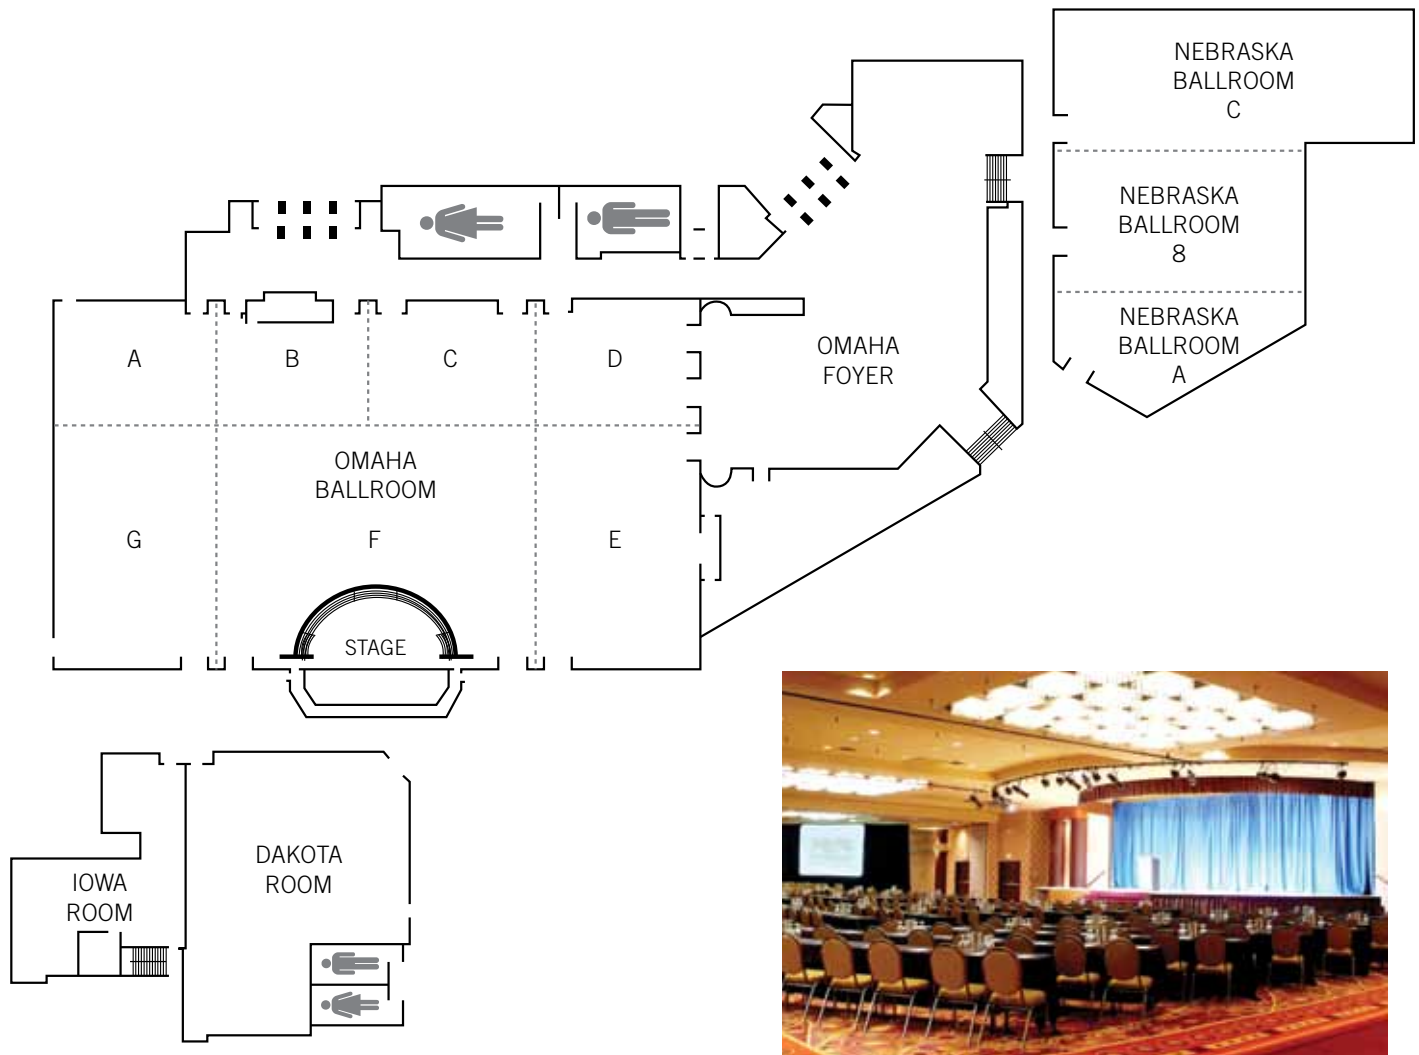 NEBRASKA
BALLROOM
C
NEBRASKA
BALLROOM
8
NEBRASKA
BALLROOM
A
OMAHA
FOYER
A
B
C
D
OMAHA
BALLROOM
G
F
E
STAGE
DAKOTA
ROOM
IOWA
ROOM